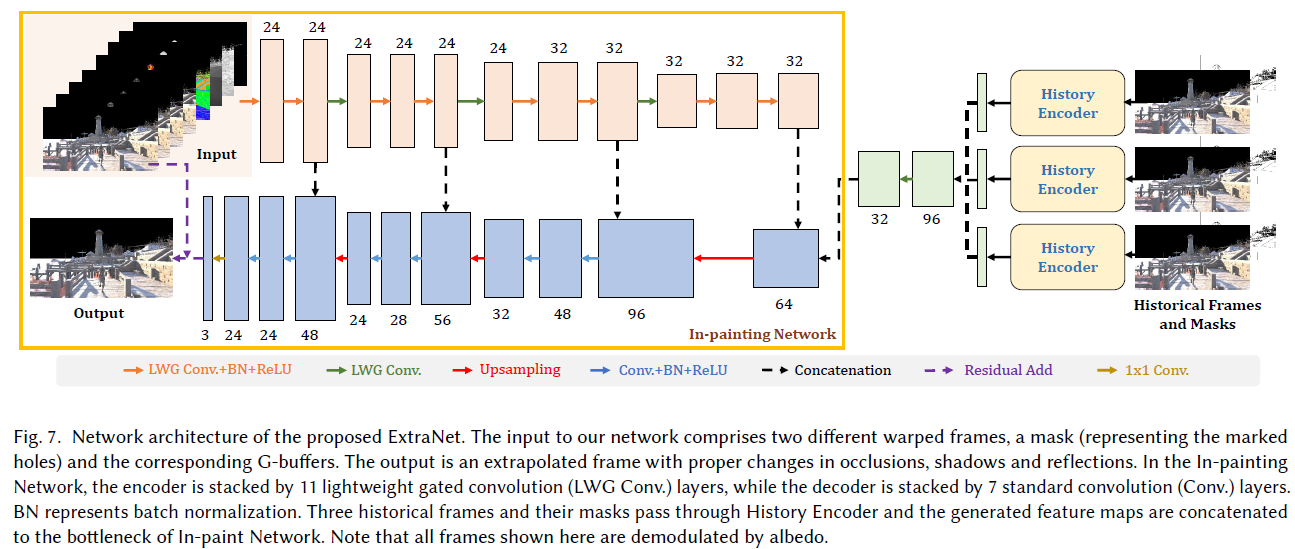 24 24 24 24 24 24 32 32 32 32 32
Input
History
Encoder
History
Encoder
History
Encoder
32 96
Output
3 24 24 48 24 28 56 32 48 96 64
In-painting Network
Historical Frames
and Masks
LWG Conv.+BN+ReLU LWG Conv. Upsampling Conv.+BN+ReLU Concatenation Residual Add 1x1 Conv.
Fig. 7. Network architecture of the proposed ExtraNet. The input to our network comprises two different warped frames, a mask (representing the marked
holes) and the corresponding G-buffers. The output is an extrapolated frame with proper changes in occlusions, shadows and reflections. In the In-painting
Network, the encoder is stacked by 11 lightweight gated convolution (LWG Conv.) layers, while the decoder is stacked by 7 standard convolution (Conv.) layers.
BN represents batch normalization. Three historical frames and their masks pass through History Encoder and the generated feature maps are concatenated
to the bottleneck of In-paint Network. Note that all frames shown here are demodulated by albedo.